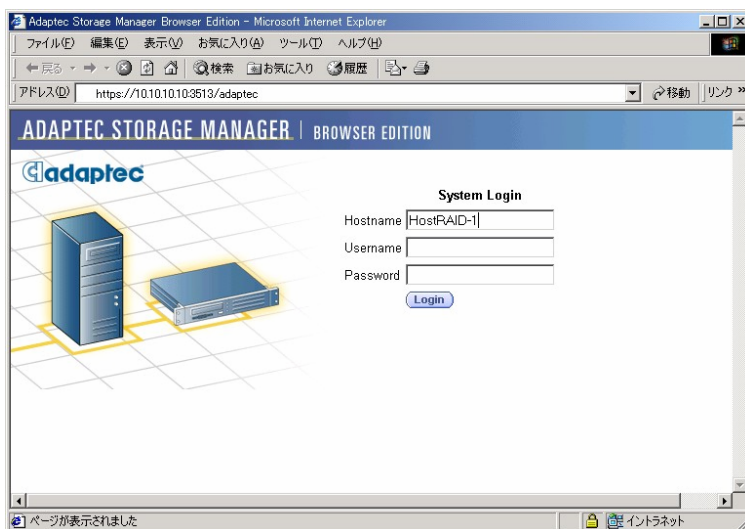 Adaptec Storage Manager Browser Edition - Microsoft Internet Explorer
ファイル(F) 編集(E) 表示(V) お気に入り(A) ツール(T) ヘルプ(H)
戻る 検索 お気に入り 履歴
アドレス(D) https://10.10.10.10:3513/adaptec 移動 リンク »
ADAPTEC STORAGE MANAGER | BROWSER EDITION
adaptec
System Login
Hostname HostRAID-1
Username
Password
Login
ページが表示されました イントラネット